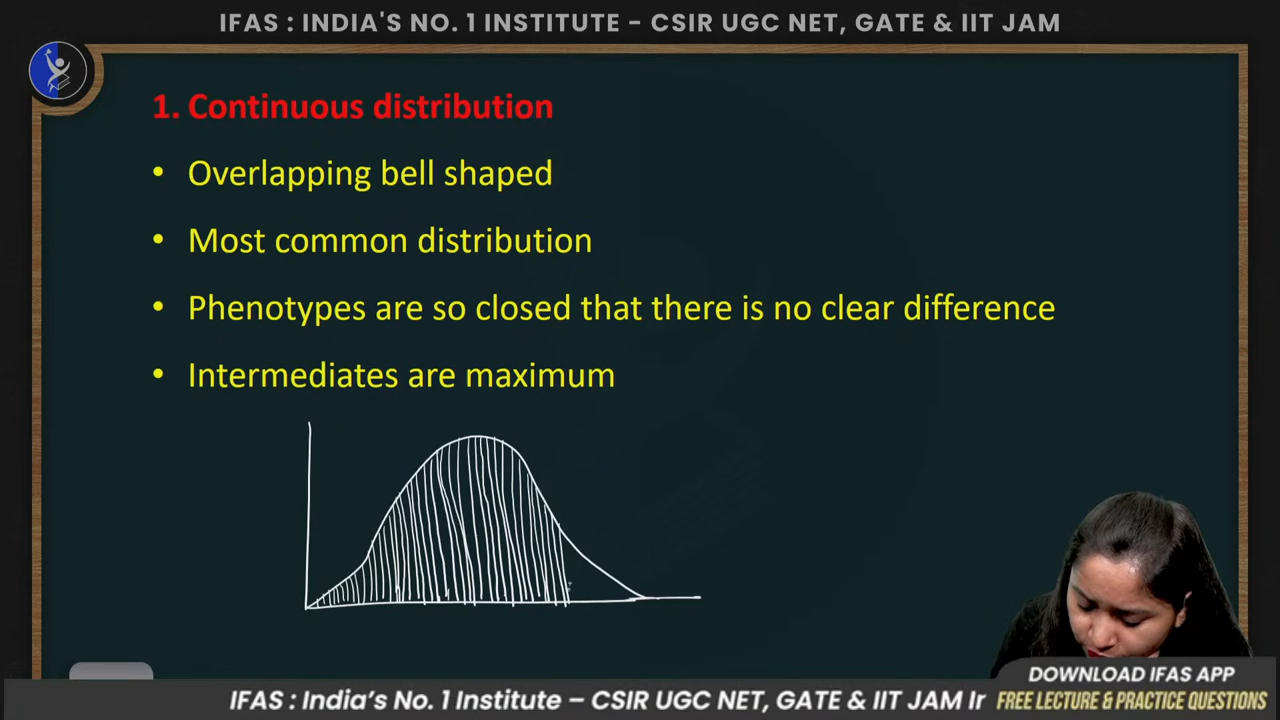 IFAS : INDIA'S NO. 1 INSTITUTE - CSIR UGC NET, GATE & IIT JAM
1. Continuous distribution
• Overlapping bell shaped
• Most common distribution
• Phenotypes are so closed that there is no clear difference
• Intermediates are maximum
DOWNLOAD IFAS APP
IFAS : India's No. 1 Institute – CSIR UGC NET, GATE & IIT JAM Ir
FREE LECTURE & PRACTICE QUESTIONS